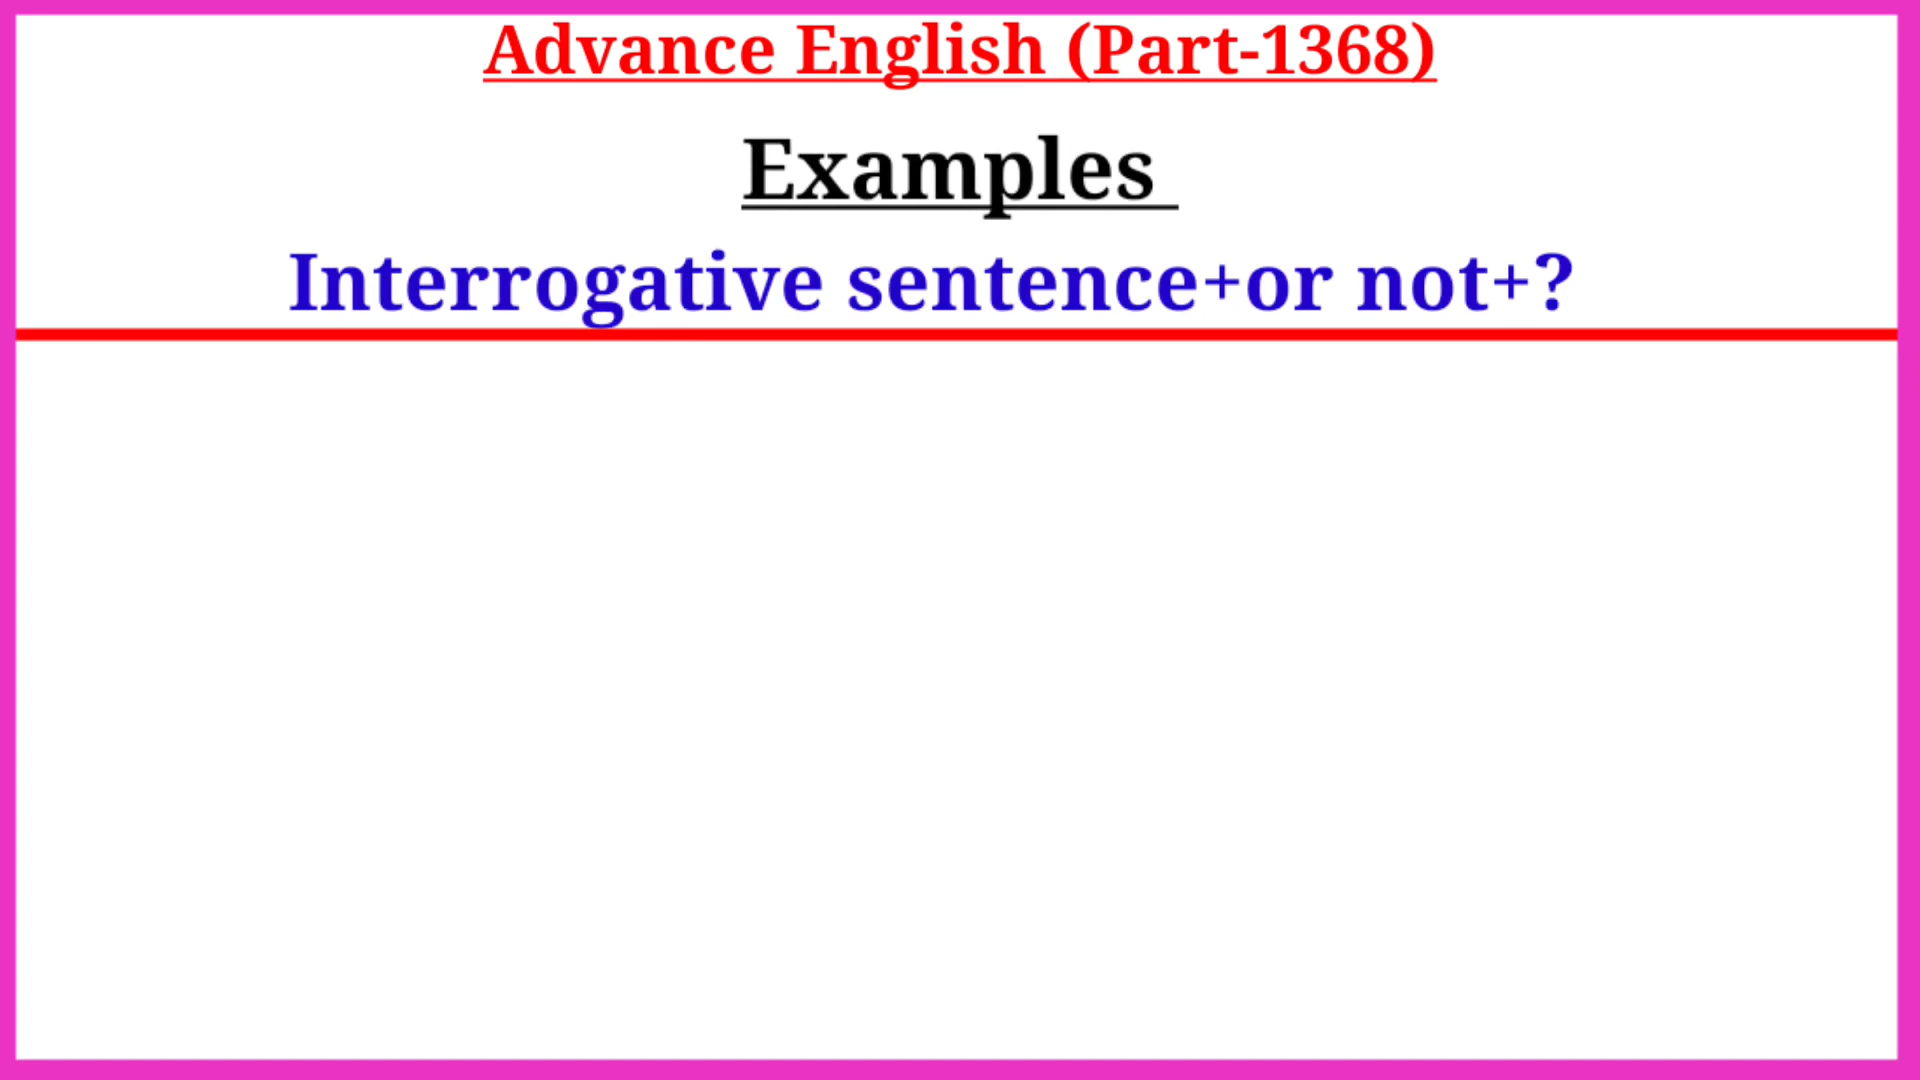 Advance English (Part-1368)
Examples
Interrogative sentence+or not+?